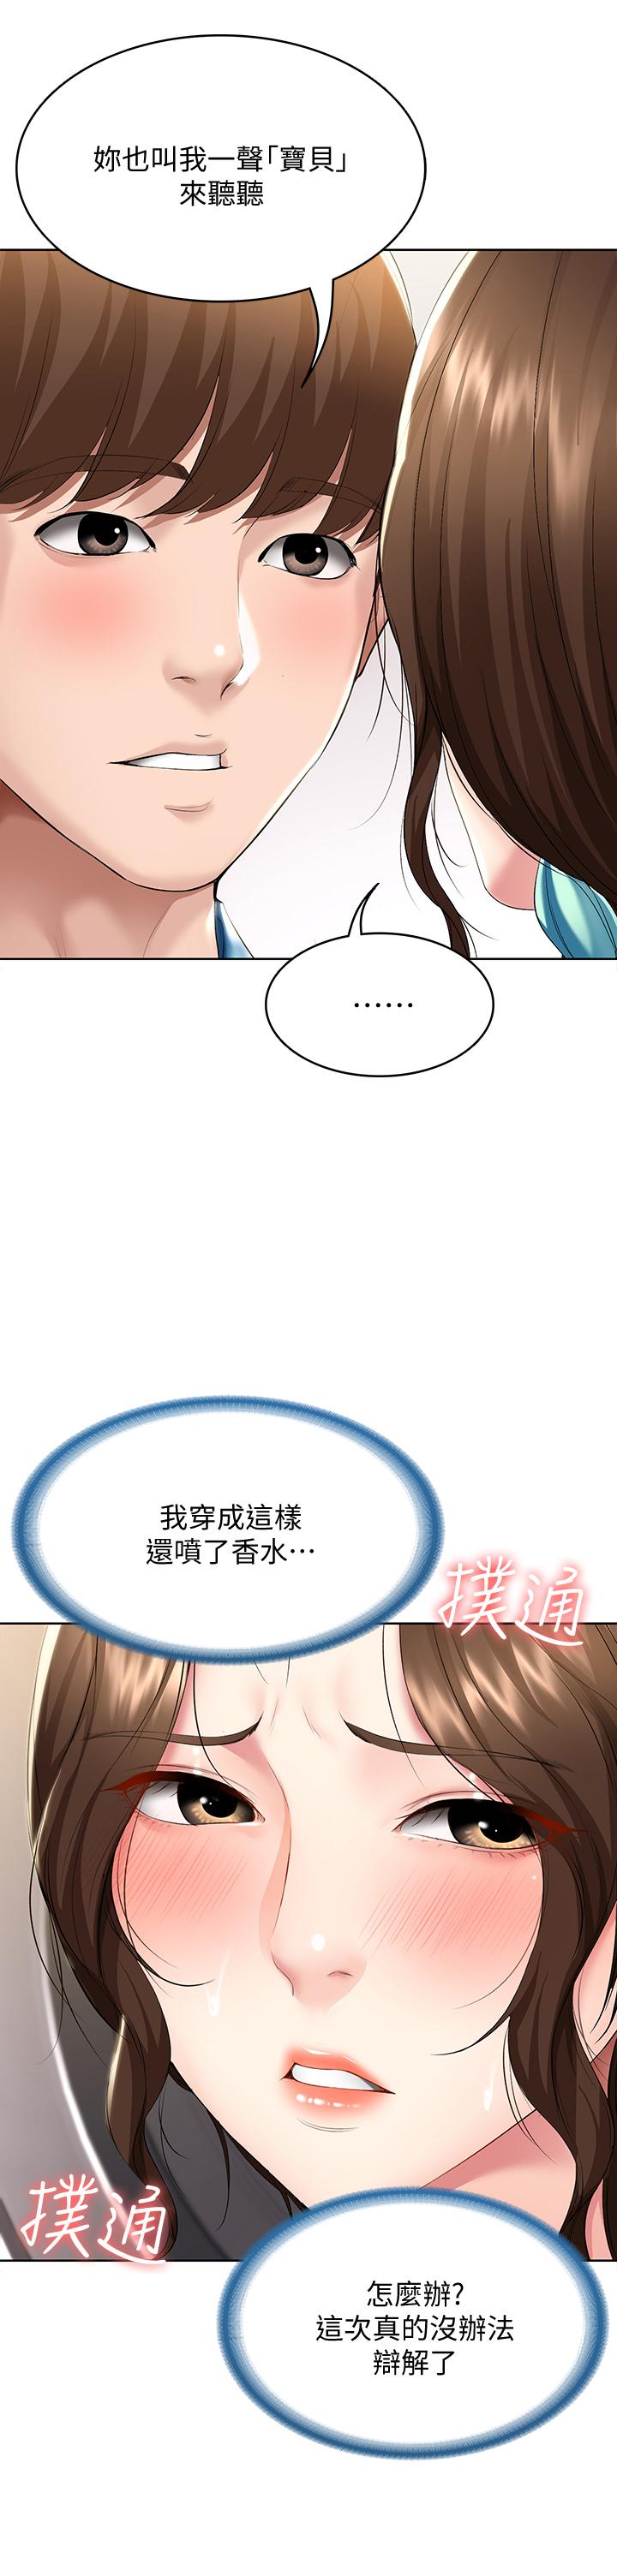 妳也叫我一聲「寶貝」
來聽聽
……
我穿成這樣
還噴了香水…
撲通
撲通
怎麼辦?
這次真的沒辦法
辯解了